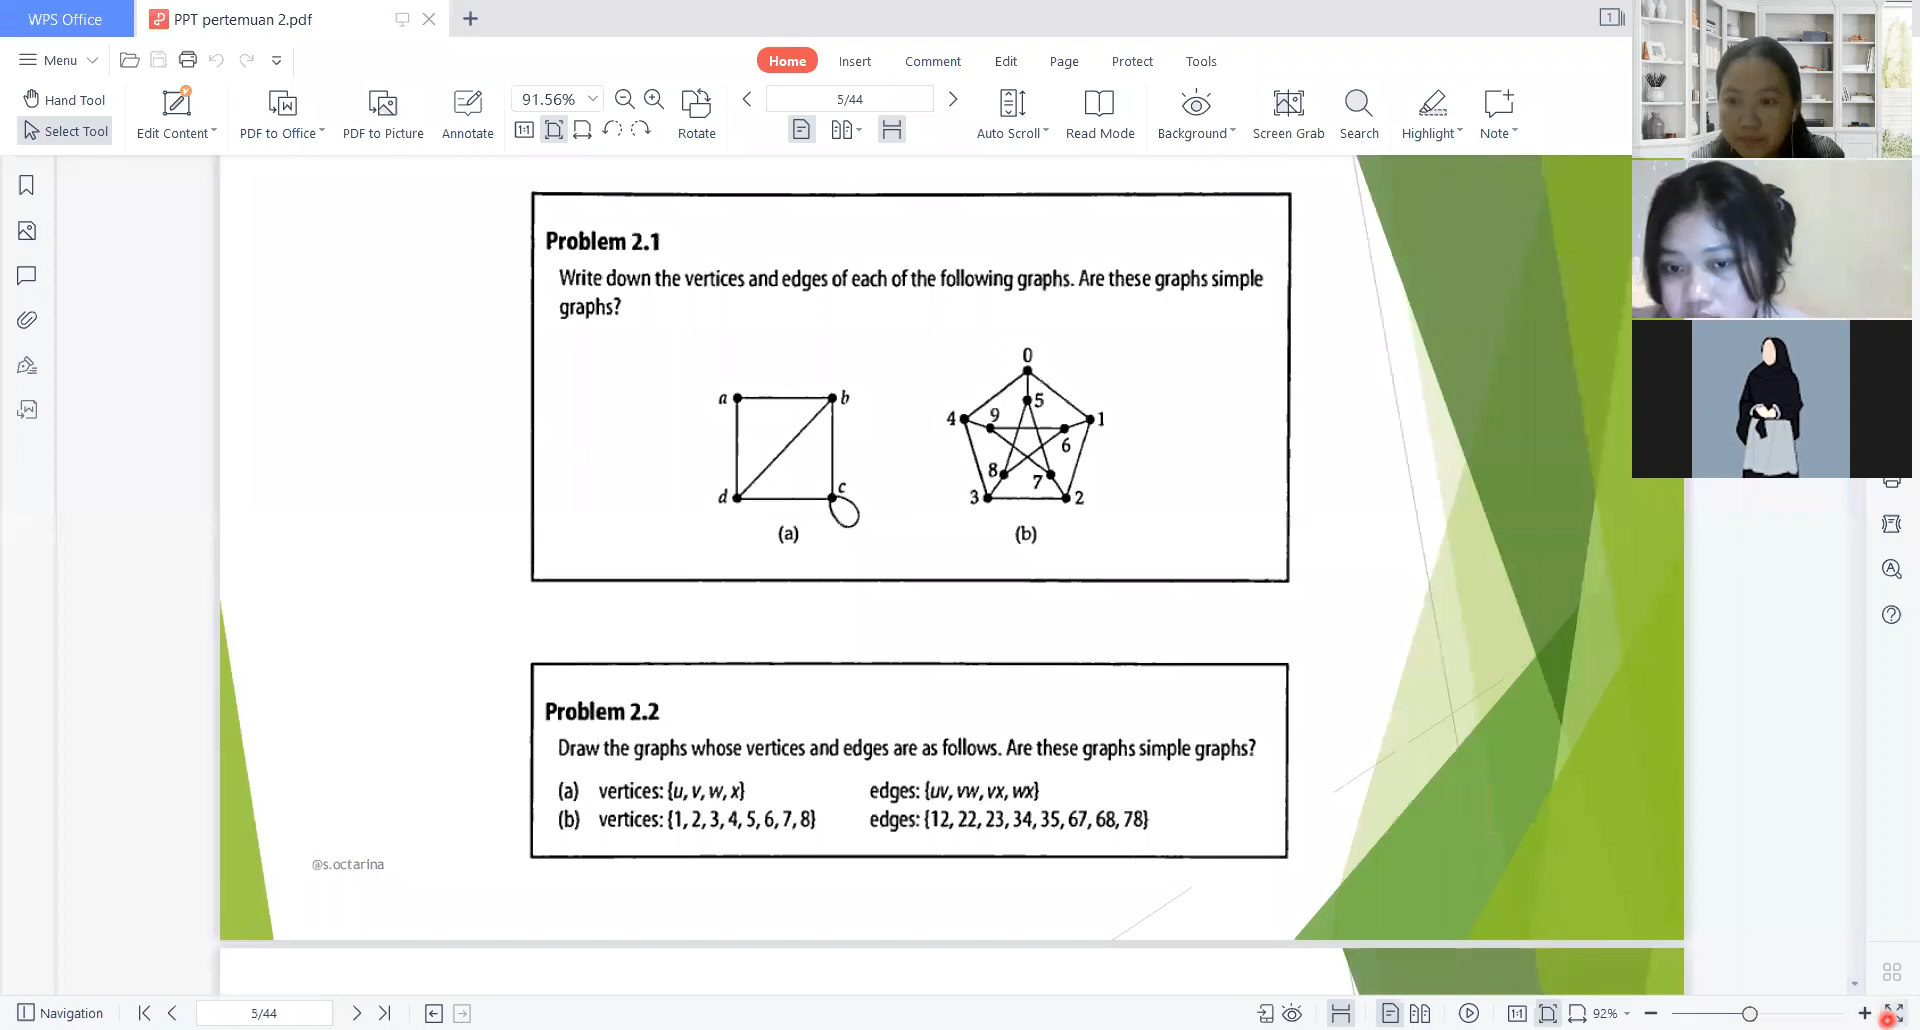 WPS Office
PPT pertemuan 2.pdf
1
Menu
Home
Insert
Comment
Edit
Page
Protect
Tools
Hand Tool
Select Tool
Edit Content
PDF to Office
PDF to Picture
Annotate
91.56%
1:1
Rotate
5/44
Auto Scroll
Read Mode
Background
Screen Grab
Search
Highlight
Note
Problem 2.1
Write down the vertices and edges of each of the following graphs. Are these graphs simple
graphs?
a
b
d
c
(a)
0
5
4
9
1
6
8
7
3
2
(b)
Problem 2.2
Draw the graphs whose vertices and edges are as follows. Are these graphs simple graphs?
(a) vertices: {u, v, w, x} edges: {uv, vw, vx, wx}
(b) vertices: {1, 2, 3, 4, 5, 6, 7, 8} edges: {12, 22, 23, 34, 35, 67, 68, 78}
@s.octarina
Navigation
5/44
1:1
92%